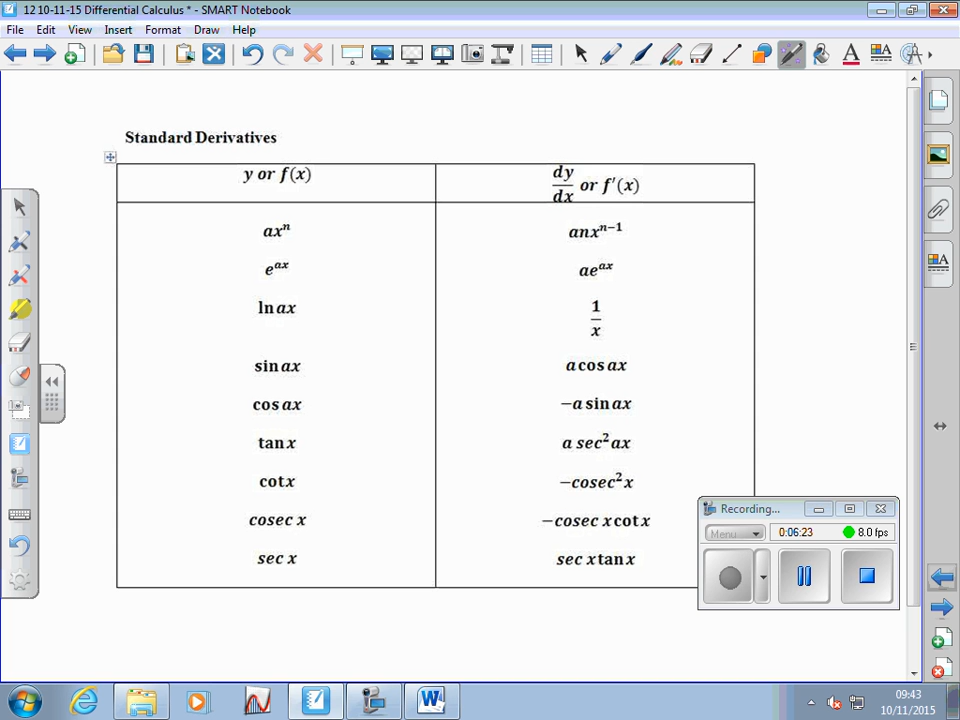 12 10-11-15 Differential Calculus * - SMART Notebook
File Edit View Insert Format Draw Help
Standard Derivatives
y or f(x) dy/dx or f′(x)
axⁿ anxⁿ⁻¹
eᵃˣ aeᵃˣ
ln ax 1/x
sin ax a cos ax
cos ax −a sin ax
tan x a sec² ax
cot x −cosec² x
cosec x −cosec x cot x
sec x sec x tan x
Recording...
Menu 0:06:23 8.0 fps
09:43
10/11/2015